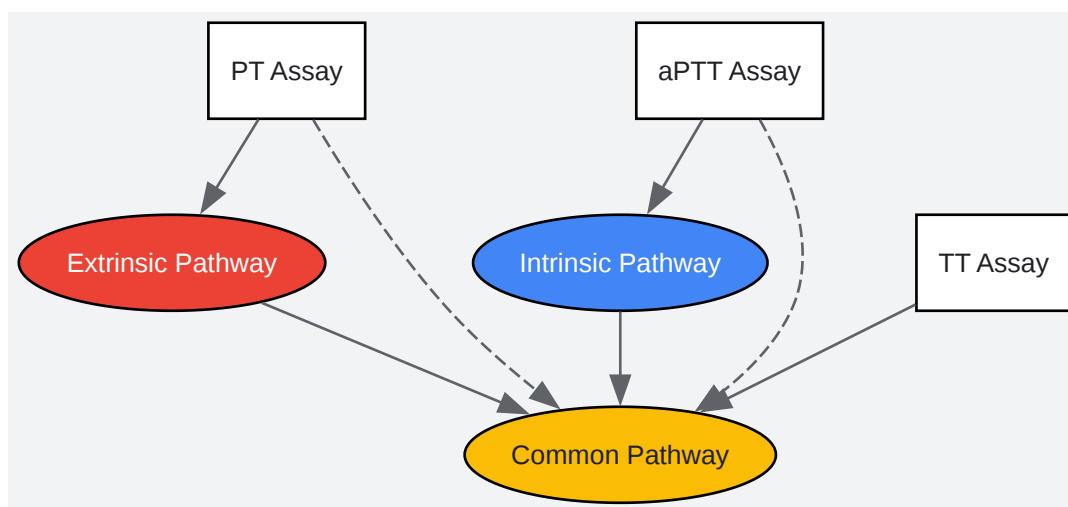 PT Assay
aPTT Assay
Extrinsic Pathway
Intrinsic Pathway
TT Assay
Common Pathway